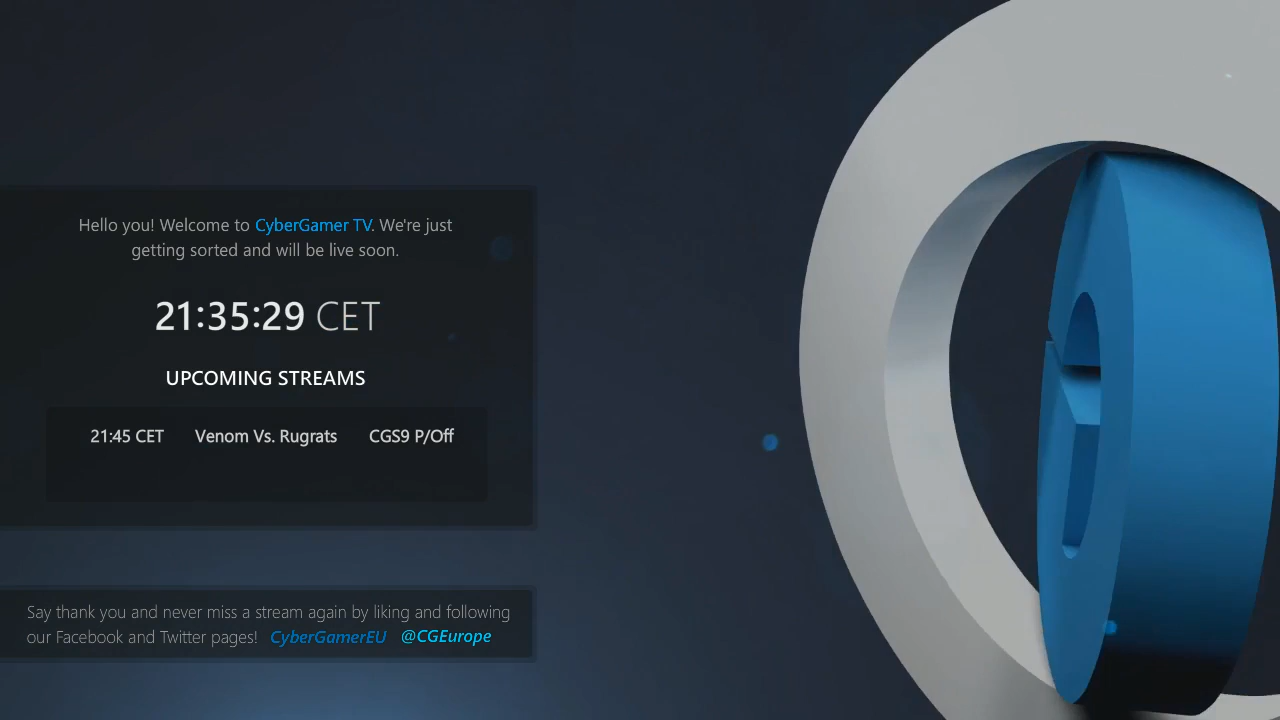 Hello you! Welcome to CyberGamer TV. We're just
getting sorted and will be live soon.
21:35:29 CET
UPCOMING STREAMS
21:45 CET Venom Vs. Rugrats CGS9 P/Off
Say thank you and never miss a stream again by liking and following
our Facebook and Twitter pages! CyberGamerEU @CGEurope